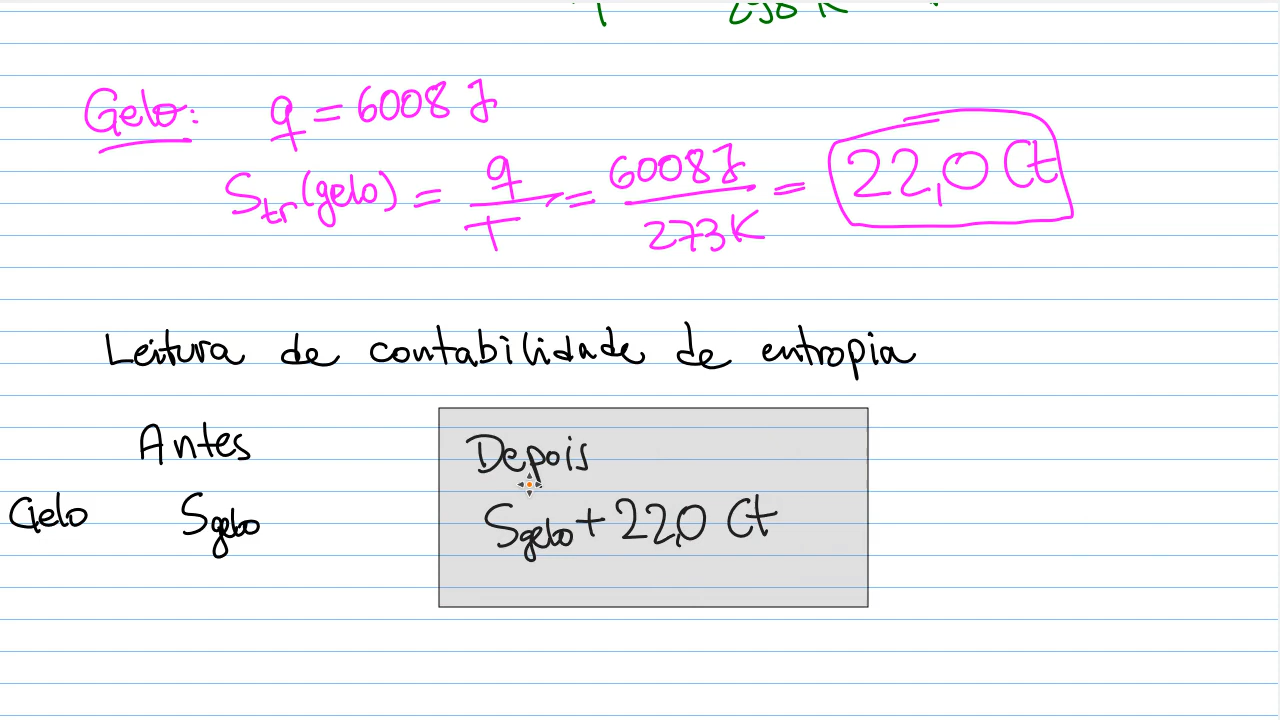 298 K
Gelo: q = 6008 J
S_tr(gelo) = q/T = 6008 J/273 K = 22,0 Ct
Leitura de contabilidade de entropia
Antes Depois
Gelo S_gelo S_gelo + 22,0 Ct